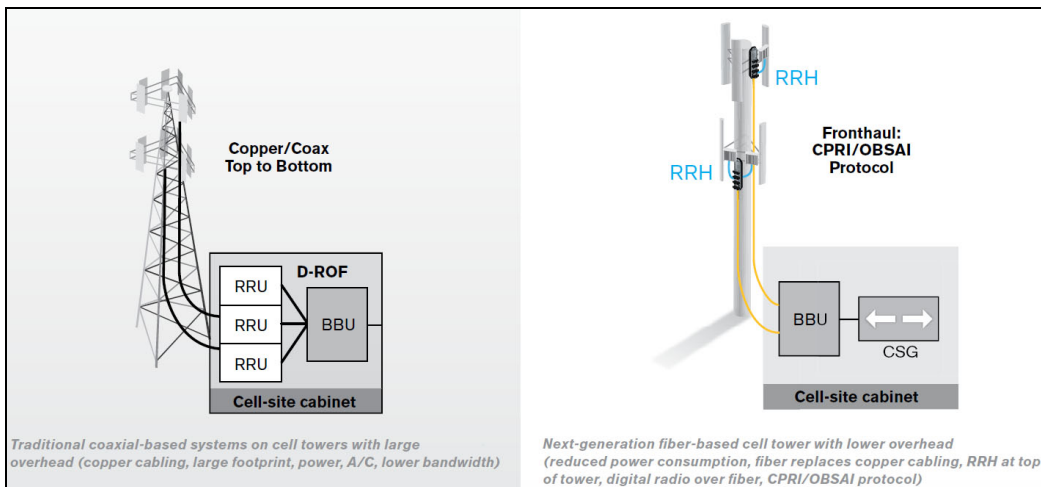 Copper/Coax
Top to Bottom
D-ROF
RRU
RRU
RRU
BBU
Cell-site cabinet
Traditional coaxial-based systems on cell towers with large
overhead (copper cabling, large footprint, power, A/C, lower bandwidth)
RRH
RRH
Fronthaul:
CPRI/OBSAI
Protocol
BBU
CSG
Cell-site cabinet
Next-generation fiber-based cell tower with lower overhead
(reduced power consumption, fiber replaces copper cabling, RRH at top
of tower, digital radio over fiber, CPRI/OBSAI protocol)